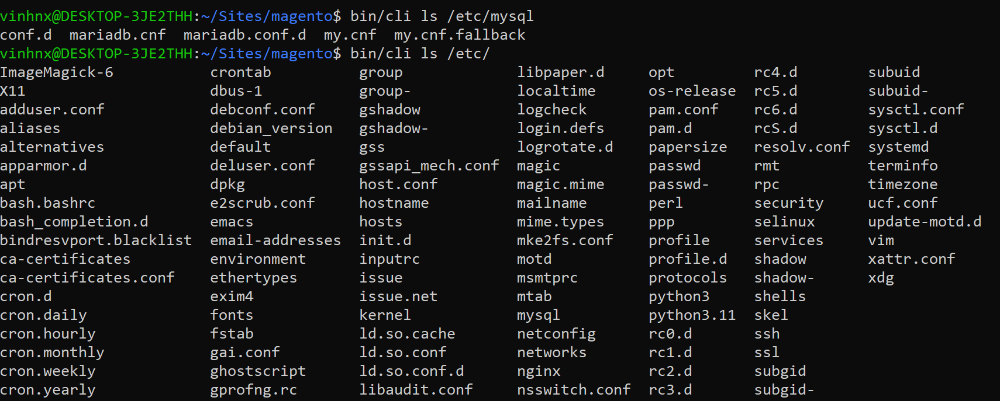 vinhnx@DESKTOP-3JE2THH:~/Sites/magento$ bin/cli ls /etc/mysql
conf.d  mariadb.cnf  mariadb.conf.d  my.cnf  my.cnf.fallback
vinhnx@DESKTOP-3JE2THH:~/Sites/magento$ bin/cli ls /etc/
ImageMagick-6           crontab          group            libpaper.d     opt         rc4.d        subuid
X11                     dbus-1           group-           localtime      os-release  rc5.d        subuid-
adduser.conf            debconf.conf     gshadow          logcheck       pam.conf    rc6.d        sysctl.conf
aliases                 debian_version   gshadow-         login.defs     pam.d       rcS.d        sysctl.d
alternatives            default          gss              logrotate.d    papersize   resolv.conf  systemd
apparmor.d              deluser.conf     gssapi_mech.conf  magic          passwd      rmt          terminfo
apt                     dpkg             host.conf        magic.mime     passwd-     rpc          timezone
bash.bashrc             e2scrub.conf     hostname         mailname       perl        security     ucf.conf
bash_completion.d       emacs            hosts            mime.types     ppp         selinux      update-motd.d
bindresvport.blacklist  email-addresses  init.d           mke2fs.conf    profile     services     vim
ca-certificates         environment      inputrc          motd           profile.d   shadow       xattr.conf
ca-certificates.conf    ethertypes       issue            msmtprc        protocols   shadow-      xdg
cron.d                  exim4            issue.net        mtab           python3     shells
cron.daily              fonts            kernel           mysql          python3.11  skel
cron.hourly             fstab            ld.so.cache      netconfig      rc0.d       ssh
cron.monthly            gai.conf         ld.so.conf       networks       rc1.d       ssl
cron.weekly             ghostscript      ld.so.conf.d     nginx          rc2.d       subgid
cron.yearly             gprofng.rc       libaudit.conf    nsswitch.conf  rc3.d       subgid-